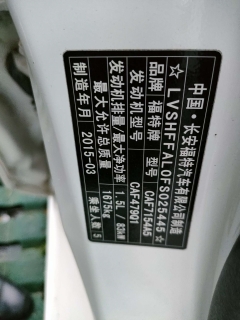 中国·长安福特汽车有限公司制造
☆LVSHFFAL0FS025445☆
品牌 福特牌 型号 CAF7154A5
发动机型号 CAF479Q1
发动机排量/最大净功率 1.5L / 83kW
最大允许总质量 1675kg
制造年月 2015-03 乘坐人数 5